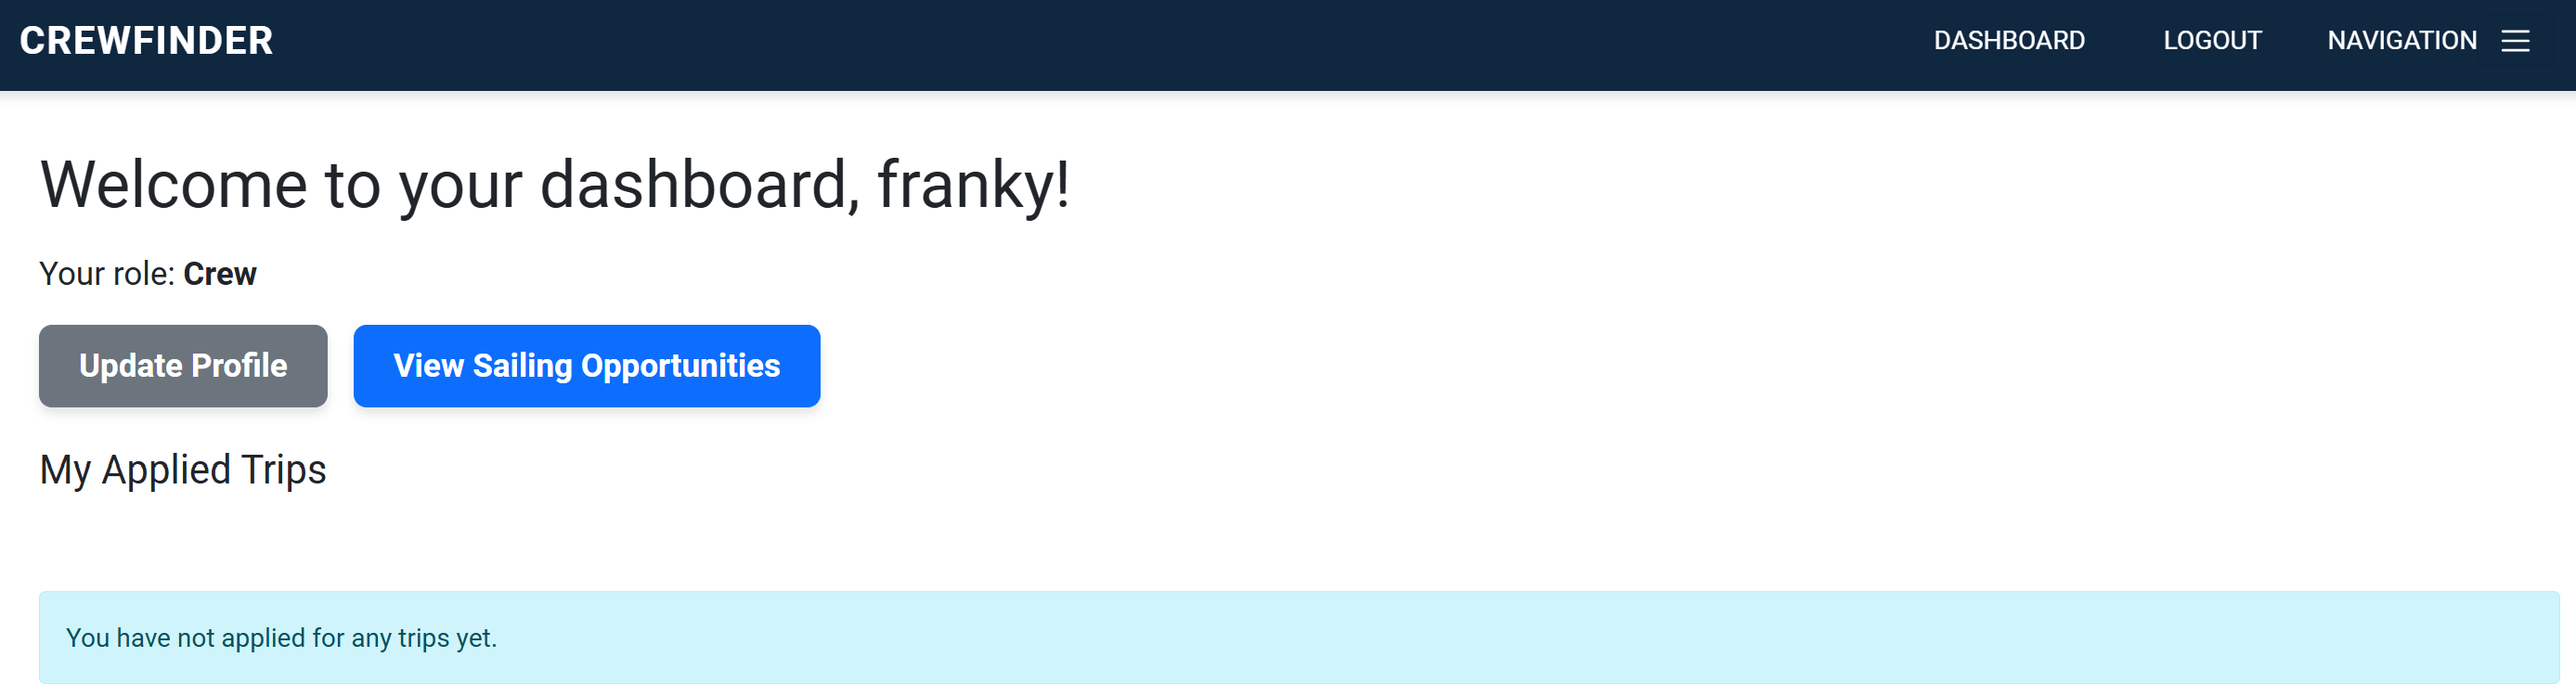 CREWFINDER DASHBOARD LOGOUT NAVIGATION
Welcome to your dashboard, franky!
Your role: Crew
Update Profile View Sailing Opportunities
My Applied Trips
You have not applied for any trips yet.